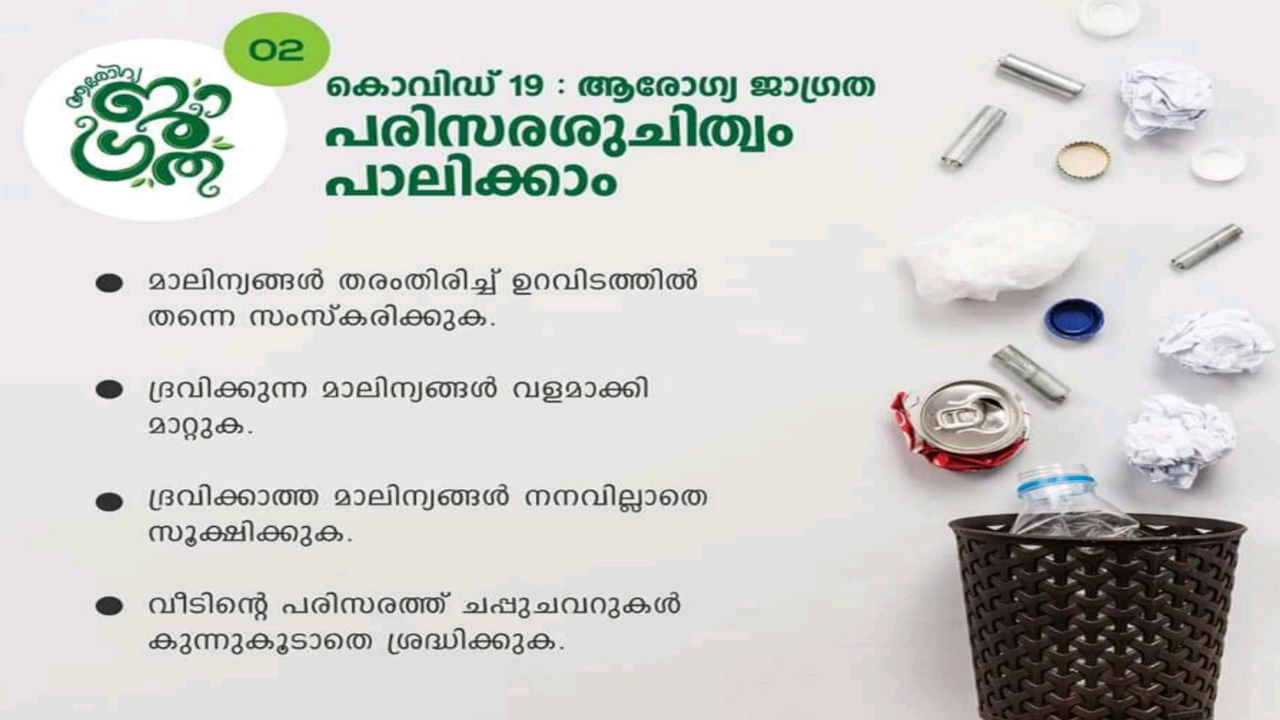 ആരോഗ്യ
ജാഗ്രത
02
കൊവിഡ് 19 : ആരോഗ്യ ജാഗ്രത
പരിസരശുചിത്വം
പാലിക്കാം
മാലിന്യങ്ങൾ തരംതിരിച്ച് ഉറവിടത്തിൽ
തന്നെ സംസ്കരിക്കുക.
ദ്രവിക്കുന്ന മാലിന്യങ്ങൾ വളമാക്കി
മാറ്റുക.
ദ്രവിക്കാത്ത മാലിന്യങ്ങൾ നനവില്ലാതെ
സൂക്ഷിക്കുക.
വീടിന്റെ പരിസരത്ത് ചപ്പുചവറുകൾ
കുന്നുകൂടാതെ ശ്രദ്ധിക്കുക.